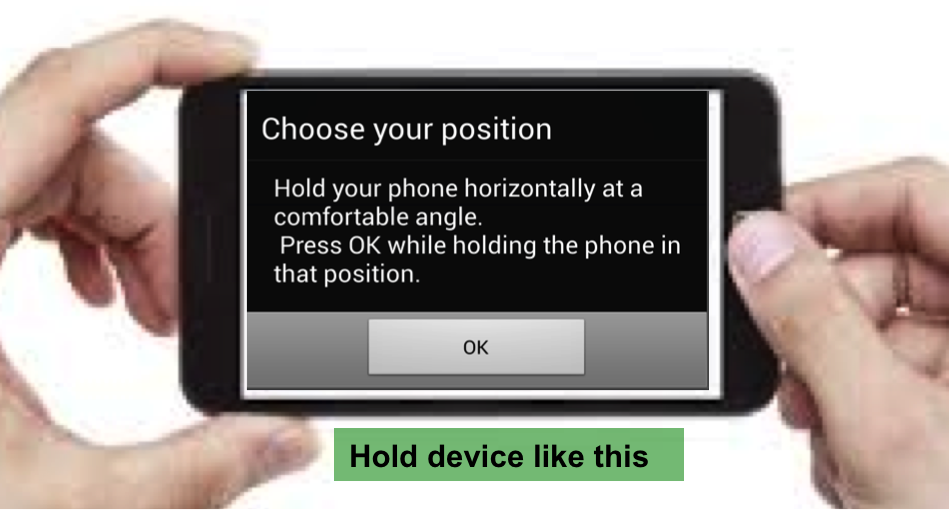 Choose your position
Hold your phone horizontally at a
comfortable angle.
Press OK while holding the phone in
that position.
OK
Hold device like this